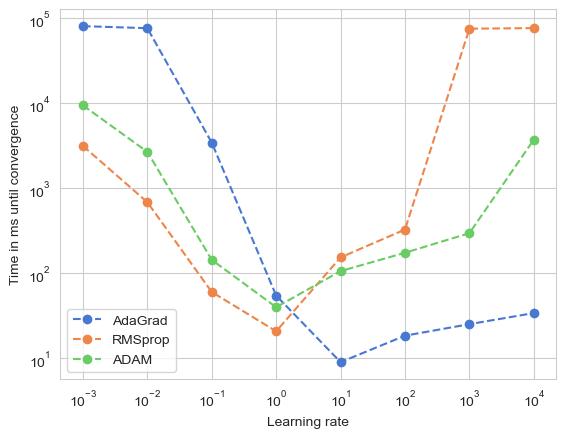 Time in ms until convergence
10⁵
10⁴
10³
10²
10¹
AdaGrad
RMSprop
ADAM
10⁻³ 10⁻² 10⁻¹ 10⁰ 10¹ 10² 10³ 10⁴
Learning rate